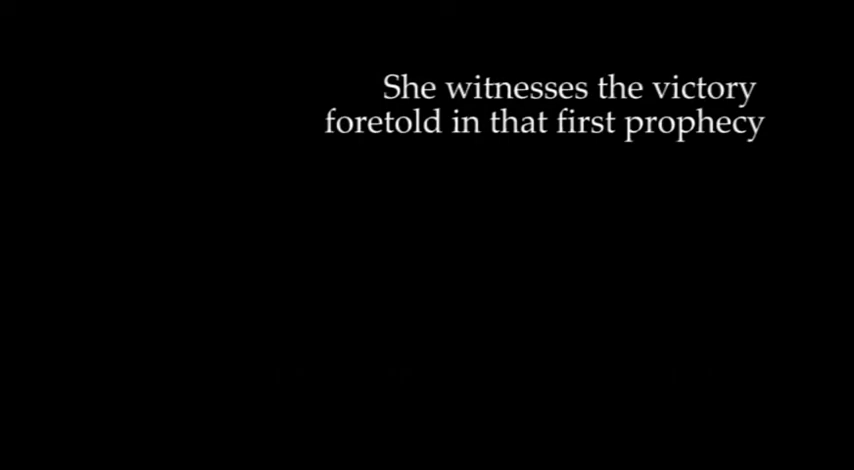 She witnesses the victory
foretold in that first prophecy